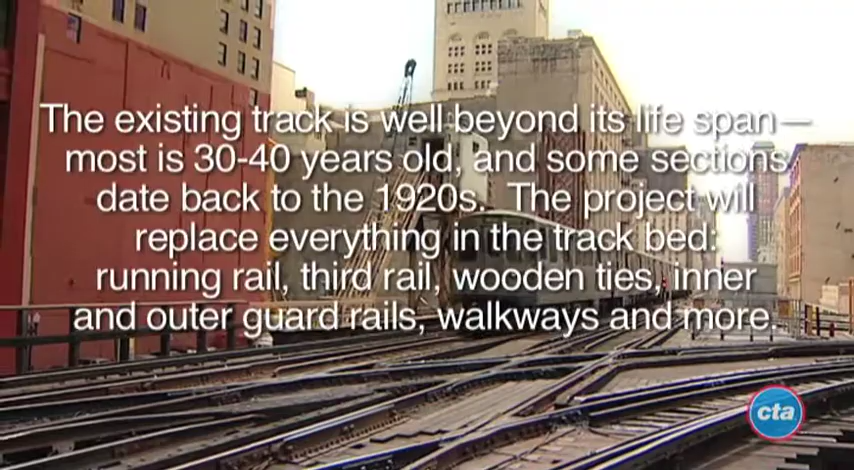 The existing track is well beyond its life span—
most is 30-40 years old, and some sections
date back to the 1920s.  The project will
replace everything in the track bed:
running rail, third rail, wooden ties, inner
and outer guard rails, walkways and more.
cta